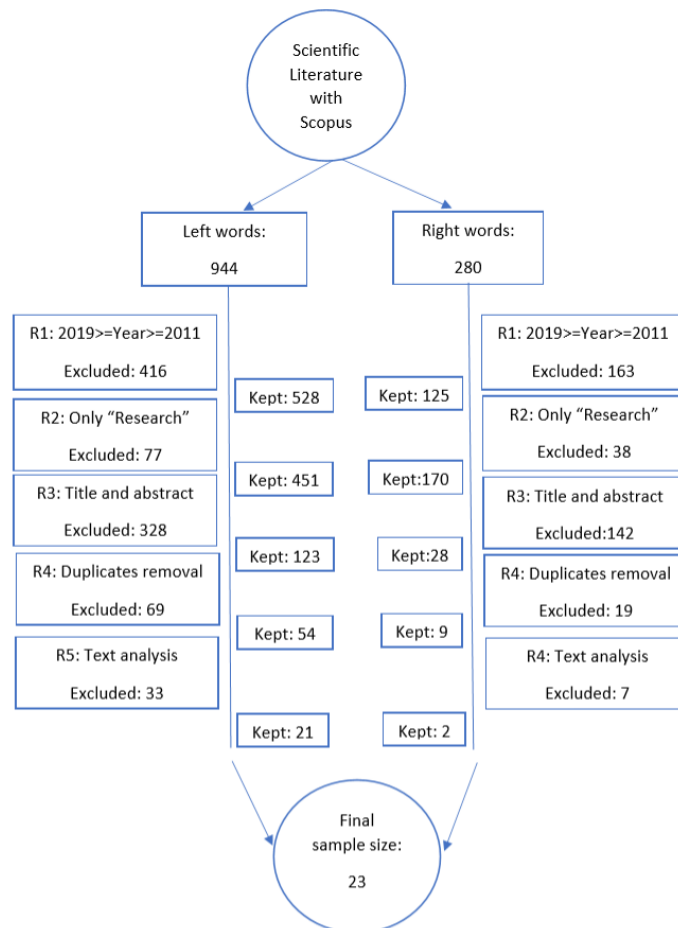 Scientific
Literature
with
Scopus
Left words:
944
Right words:
280
R1: 2019>=Year>=2011
Excluded: 416
R1: 2019>=Year>=2011
Excluded: 163
Kept: 528
Kept: 125
R2: Only “Research”
Excluded: 77
R2: Only “Research”
Excluded: 38
Kept: 451
Kept:170
R3: Title and abstract
Excluded: 328
R3: Title and abstract
Excluded:142
Kept: 123
Kept:28
R4: Duplicates removal
Excluded: 69
R4: Duplicates removal
Excluded: 19
Kept: 54
Kept: 9
R5: Text analysis
Excluded: 33
R4: Text analysis
Excluded: 7
Kept: 21
Kept: 2
Final
sample size:
23